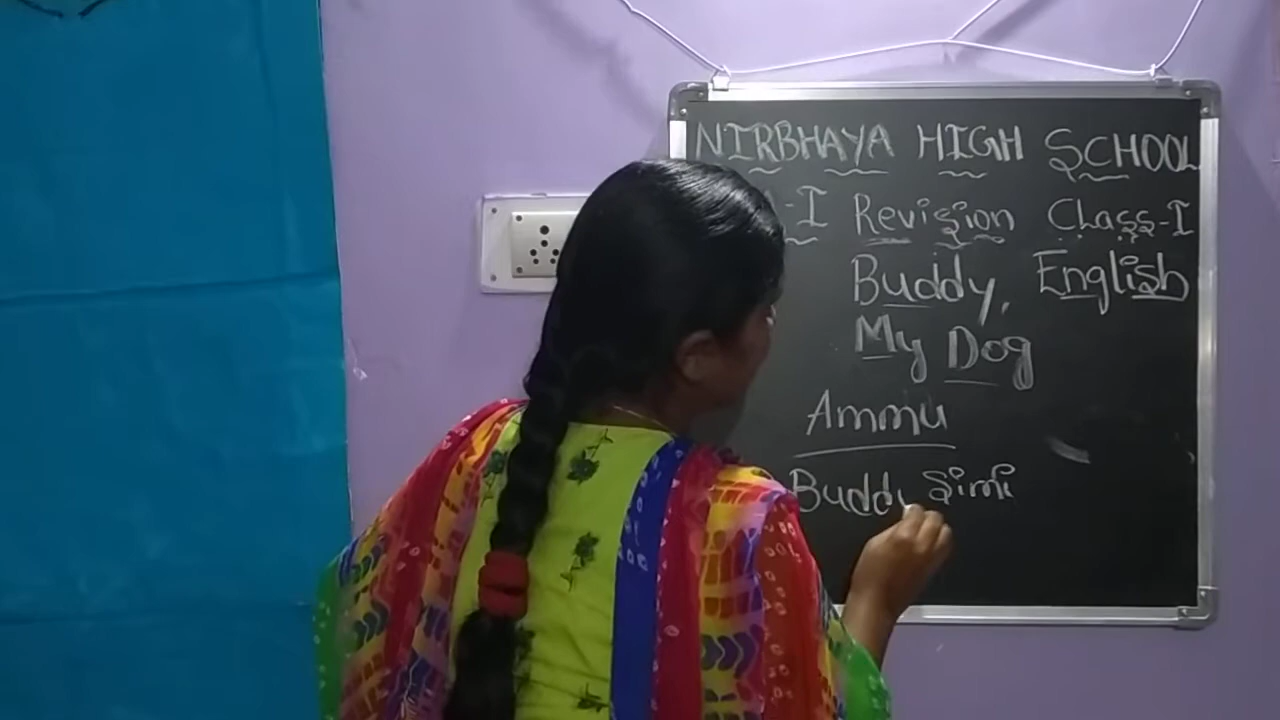 NIRBHAYA HIGH SCHOOL
-I Revision Class-I
Buddy, English
My Dog
Ammu
Buddy Simi